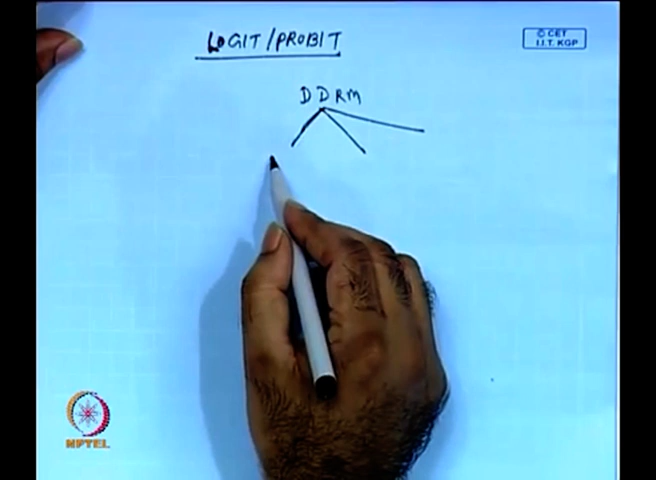 LOGIT/PROBIT
© CET
I.I.T. KGP
DDRM
NPTEL